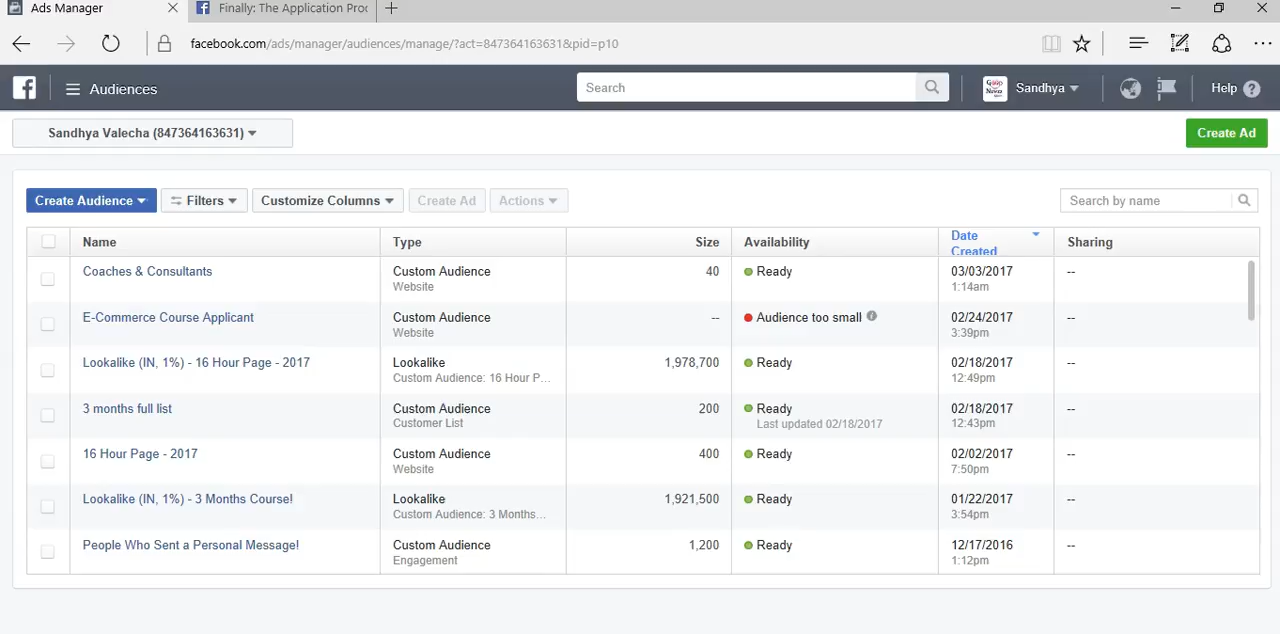 Ads Manager
Finally: The Application Proc
facebook.com/ads/manager/audiences/manage/?act=847364163631&pid=p10
Audiences
Search
Sandhya
Help
Sandhya Valecha (847364163631)
Create Ad
Create Audience
Filters
Customize Columns
Create Ad
Actions
Search by name
Name Type Size Availability Date Created Sharing
Coaches & Consultants Custom Audience 40 Ready 03/03/2017 --
Website 1:14am
E-Commerce Course Applicant Custom Audience -- Audience too small 02/24/2017 --
Website 3:39pm
Lookalike (IN, 1%) - 16 Hour Page - 2017 Lookalike 1,978,700 Ready 02/18/2017 --
Custom Audience: 16 Hour P... 12:49pm
3 months full list Custom Audience 200 Ready 02/18/2017 --
Customer List Last updated 02/18/2017 12:43pm
16 Hour Page - 2017 Custom Audience 400 Ready 02/02/2017 --
Website 7:50pm
Lookalike (IN, 1%) - 3 Months Course! Lookalike 1,921,500 Ready 01/22/2017 --
Custom Audience: 3 Months... 3:54pm
People Who Sent a Personal Message! Custom Audience 1,200 Ready 12/17/2016 --
Engagement 1:12pm